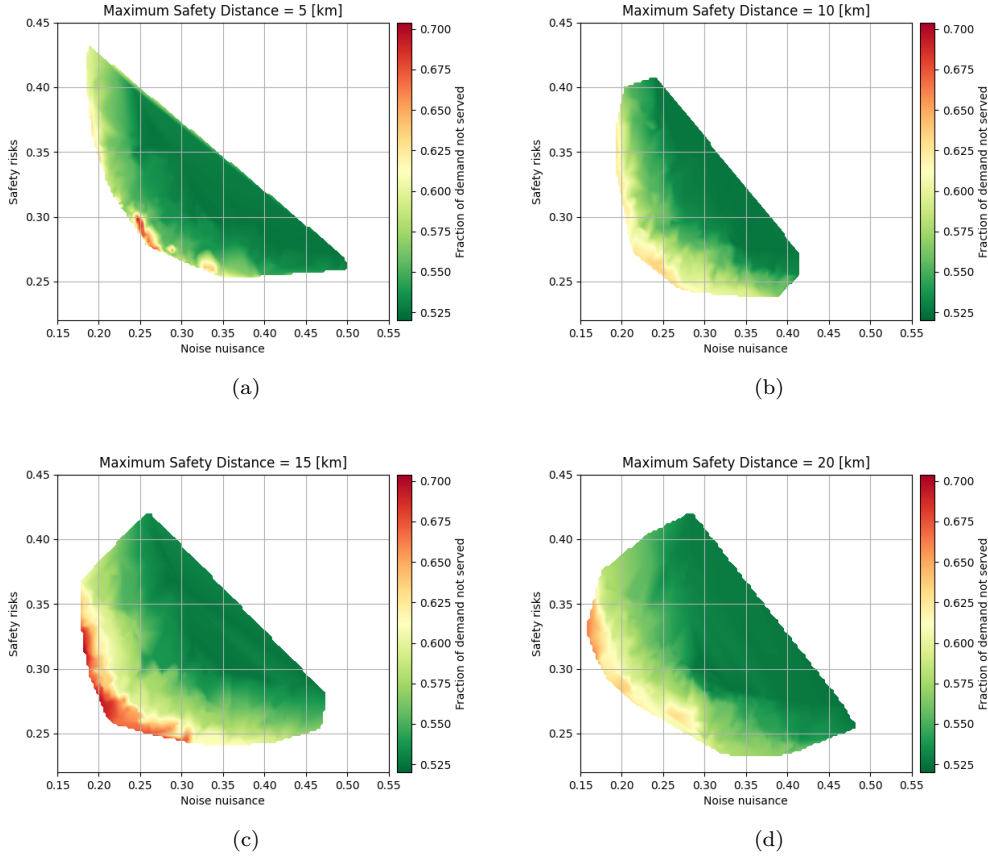 Maximum Safety Distance = 5 [km]
0.45
0.40
0.35
0.30
0.25
0.15 0.20 0.25 0.30 0.35 0.40 0.45 0.50 0.55
Safety risks
Noise nuisance
0.700
0.675
0.650
0.625
0.600
0.575
0.550
0.525
Fraction of demand not served
(a)
Maximum Safety Distance = 10 [km]
0.45
0.40
0.35
0.30
0.25
0.15 0.20 0.25 0.30 0.35 0.40 0.45 0.50 0.55
Safety risks
Noise nuisance
0.700
0.675
0.650
0.625
0.600
0.575
0.550
0.525
Fraction of demand not served
(b)
Maximum Safety Distance = 15 [km]
0.45
0.40
0.35
0.30
0.25
0.15 0.20 0.25 0.30 0.35 0.40 0.45 0.50 0.55
Safety risks
Noise nuisance
0.700
0.675
0.650
0.625
0.600
0.575
0.550
0.525
Fraction of demand not served
(c)
Maximum Safety Distance = 20 [km]
0.45
0.40
0.35
0.30
0.25
0.15 0.20 0.25 0.30 0.35 0.40 0.45 0.50 0.55
Safety risks
Noise nuisance
0.700
0.675
0.650
0.625
0.600
0.575
0.550
0.525
Fraction of demand not served
(d)